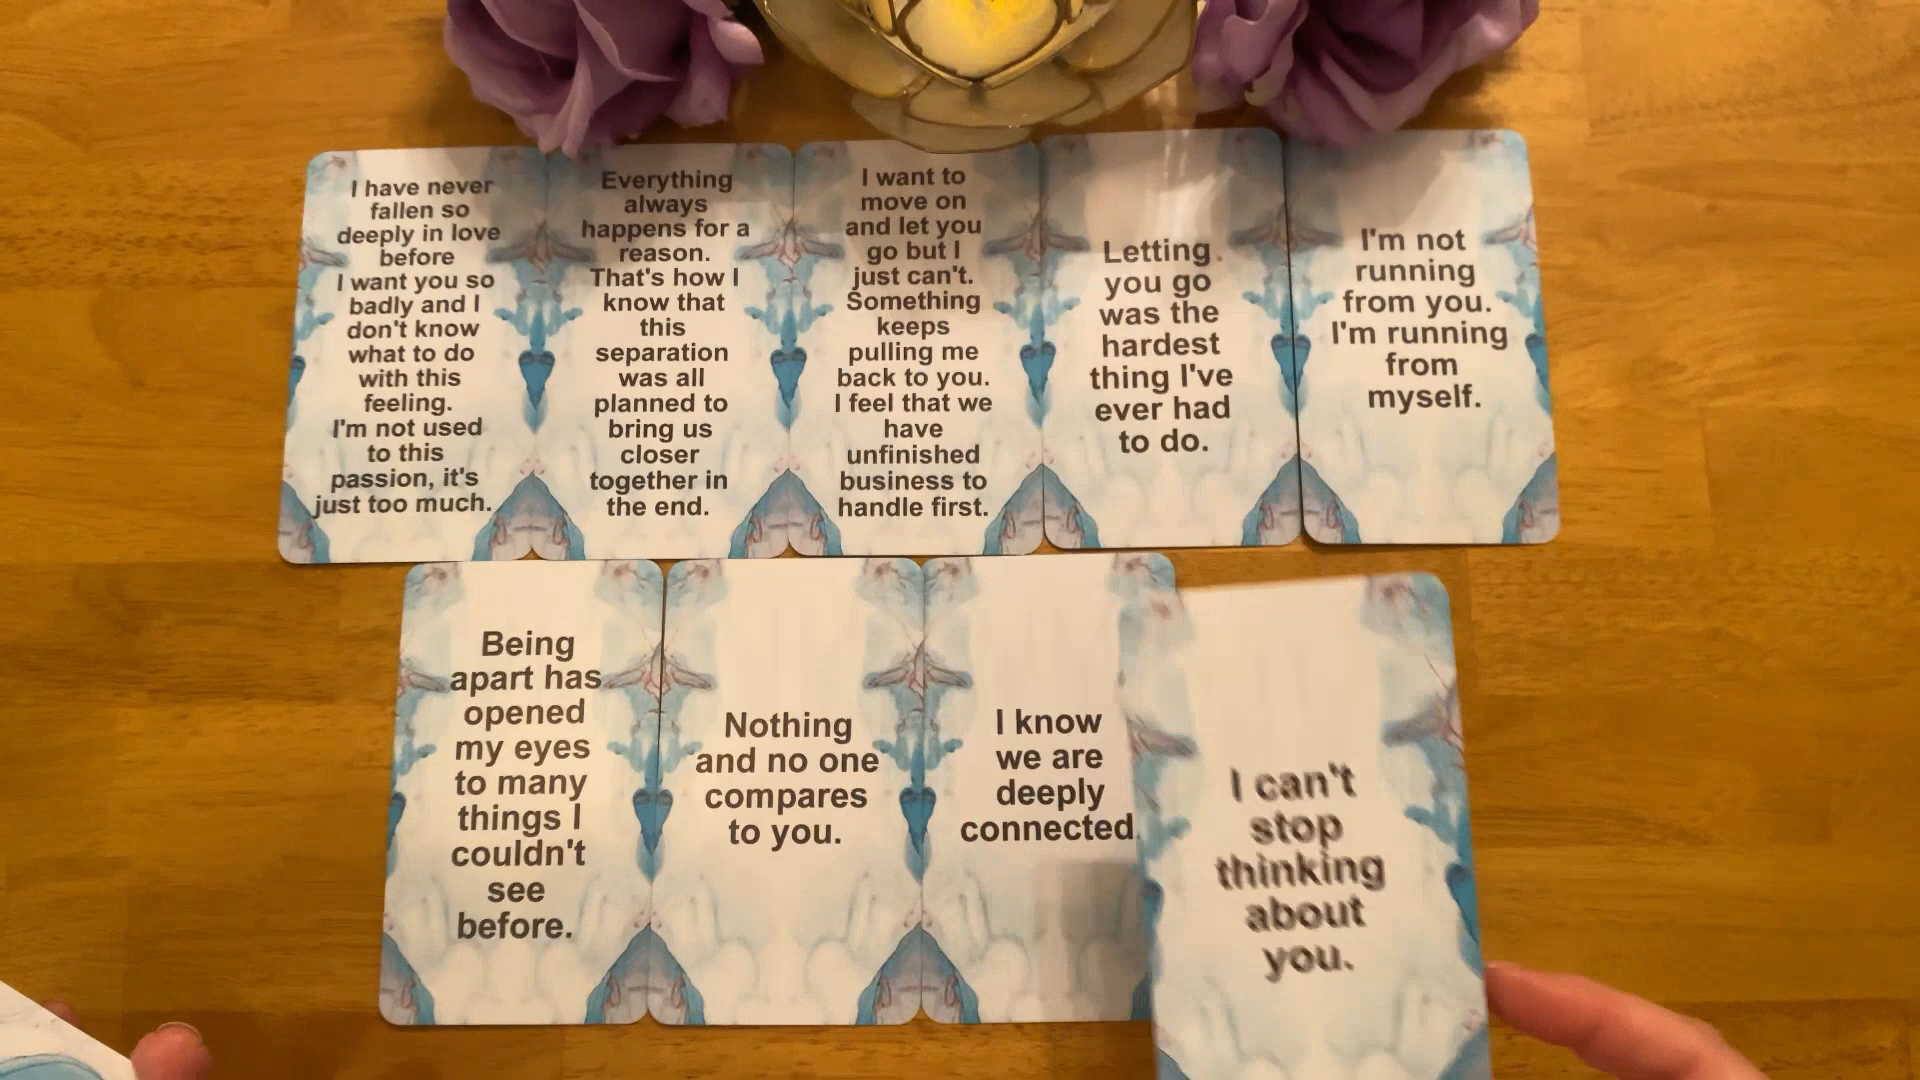 I have never
fallen so
deeply in love
before
I want you so
badly and I
don't know
what to do
with this
feeling.
I'm not used
to this
passion, it's
just too much.
Everything
always
happens for a
reason.
That's how I
know that
this
separation
was all
planned to
bring us
closer
together in
the end.
I want to
move on
and let you
go but I
just can't.
Something
keeps
pulling me
back to you.
I feel that we
have
unfinished
business to
handle first.
Letting
you go
was the
hardest
thing I've
ever had
to do.
I'm not
running
from you.
I'm running
from
myself.
Being
apart has
opened
my eyes
to many
things I
couldn't
see
before.
Nothing
and no one
compares
to you.
I know
we are
deeply
connected.
I can't
stop
thinking
about
you.